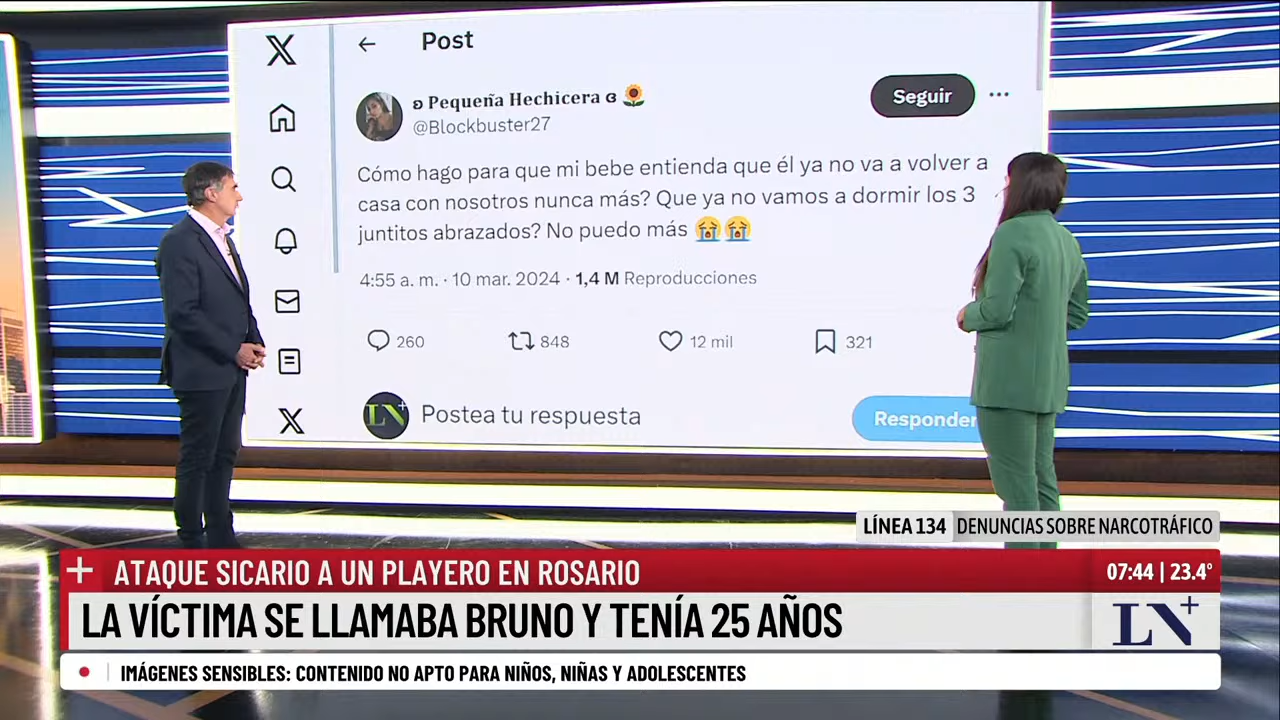 Post
ʚ Pequeña Hechicera ɞ 🌻
@Blockbuster27
Seguir
Cómo hago para que mi bebe entienda que él ya no va a volver a
casa con nosotros nunca más? Que ya no vamos a dormir los 3
juntitos abrazados? No puedo más 😭😭
4:55 a. m. · 10 mar. 2024 · 1,4 M Reproducciones
260 848 12 mil 321
LN+ Postea tu respuesta
Responder
LÍNEA 134 DENUNCIAS SOBRE NARCOTRÁFICO
+ ATAQUE SICARIO A UN PLAYERO EN ROSARIO
07:44 | 23.4°
LA VÍCTIMA SE LLAMABA BRUNO Y TENÍA 25 AÑOS
LN+
IMÁGENES SENSIBLES: CONTENIDO NO APTO PARA NIÑOS, NIÑAS Y ADOLESCENTES